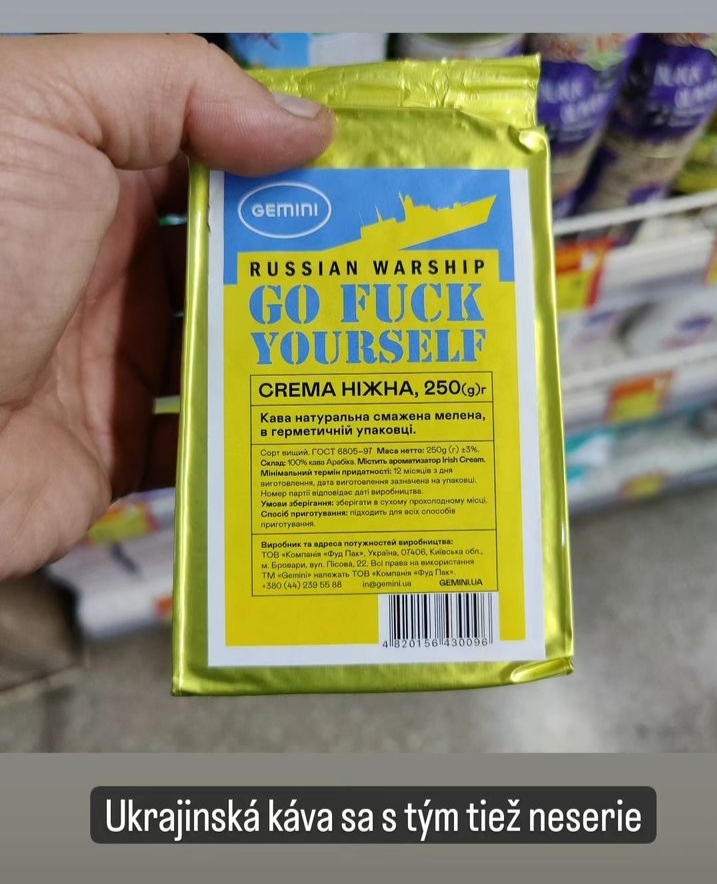 GEMINI
RUSSIAN WARSHIP
GO FUCK
YOURSELF
CREMA НІЖНА, 250(g)г
Кава натуральна смажена мелена,
в герметичній упаковці.
Сорт вищий. ГОСТ 6805–97 Маса нетто: 250g (г) ±3%.
Склад: 100% кава Арабіка. Містить ароматизатор Irish Cream.
Мінімальний термін придатності: 12 місяців з дня
виготовлення, дата виготовлення зазначена на упаковці.
Номер партії відповідає даті виробництва.
Умови зберігання: зберігати в сухому прохолодному місці.
Спосіб приготування: підходить для всіх способів
приготування.
Виробник та адреса потужностей виробництва:
ТОВ «Компанія «Фуд Пак», Україна, 07406, Київська обл.,
м. Бровари, вул. Лісова, 22. Всі права на використання
ТМ «Gemini» належать ТОВ «Компанія «Фуд Пак».
+380 (44) 239 55 88 in@gemini.ua GEMINI.UA
4 820156 430096
Ukrajinská káva sa s tým tiež neserie